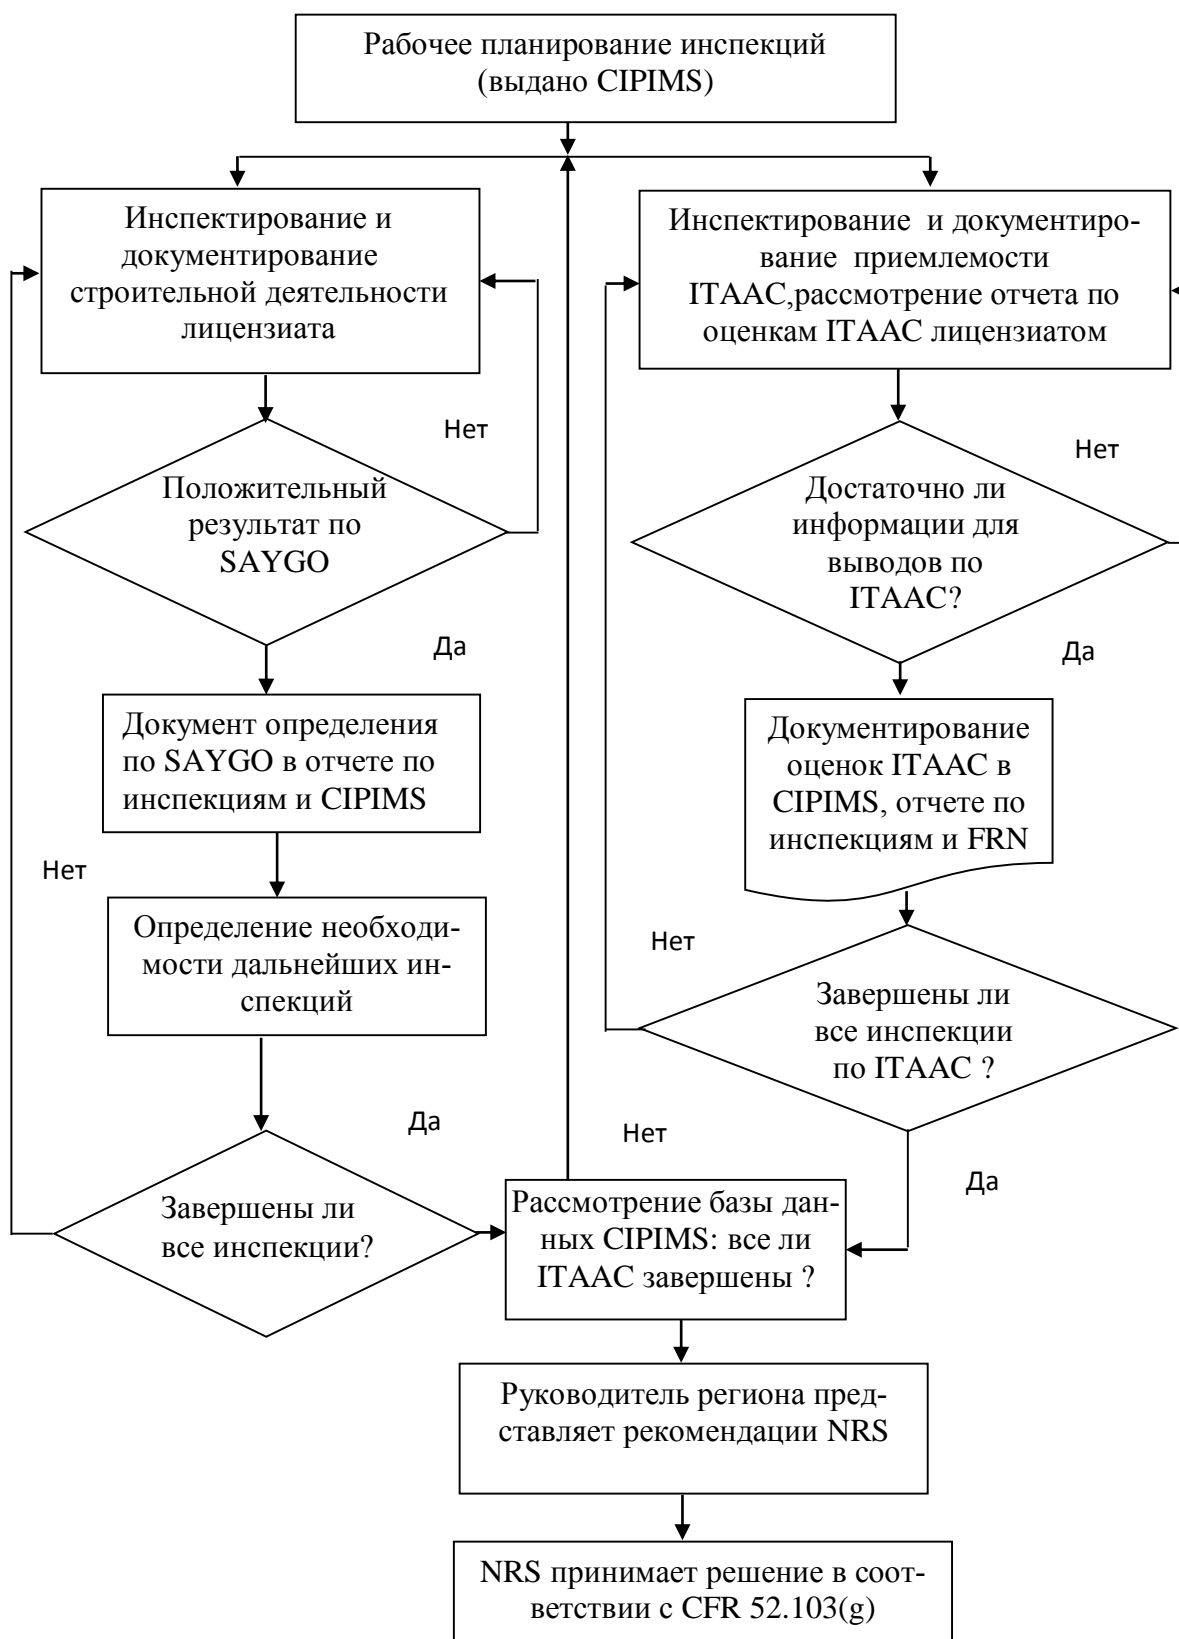 Рабочее планирование инспекций
(выдано CIPIMS)
Инспектирование и
документирование
строительной деятельности
лицензиата
Нет
Положительный
результат по
SAYGO
Да
Документ определения
по SAYGO в отчете по
инспекциям и CIPIMS
Нет
Определение необходи-
мости дальнейших ин-
спекций
Да
Завершены ли
все инспекции?
Инспектирование и документиро-
вание приемлемости
ITAAC,рассмотрение отчета по
оценкам ITAAC лицензиатом
Нет
Достаточно ли
информации для
выводов по
ITAAC?
Да
Документирование
оценок ITAAC в
CIPIMS, отчете по
инспекциям и FRN
Нет
Завершены ли
все инспекции
по ITAAC ?
Нет
Да
Рассмотрение базы дан-
ных CIPIMS: все ли
ITAAC завершены ?
Руководитель региона пред-
ставляет рекомендации NRS
NRS принимает решение в соот-
ветствии с CFR 52.103(g)